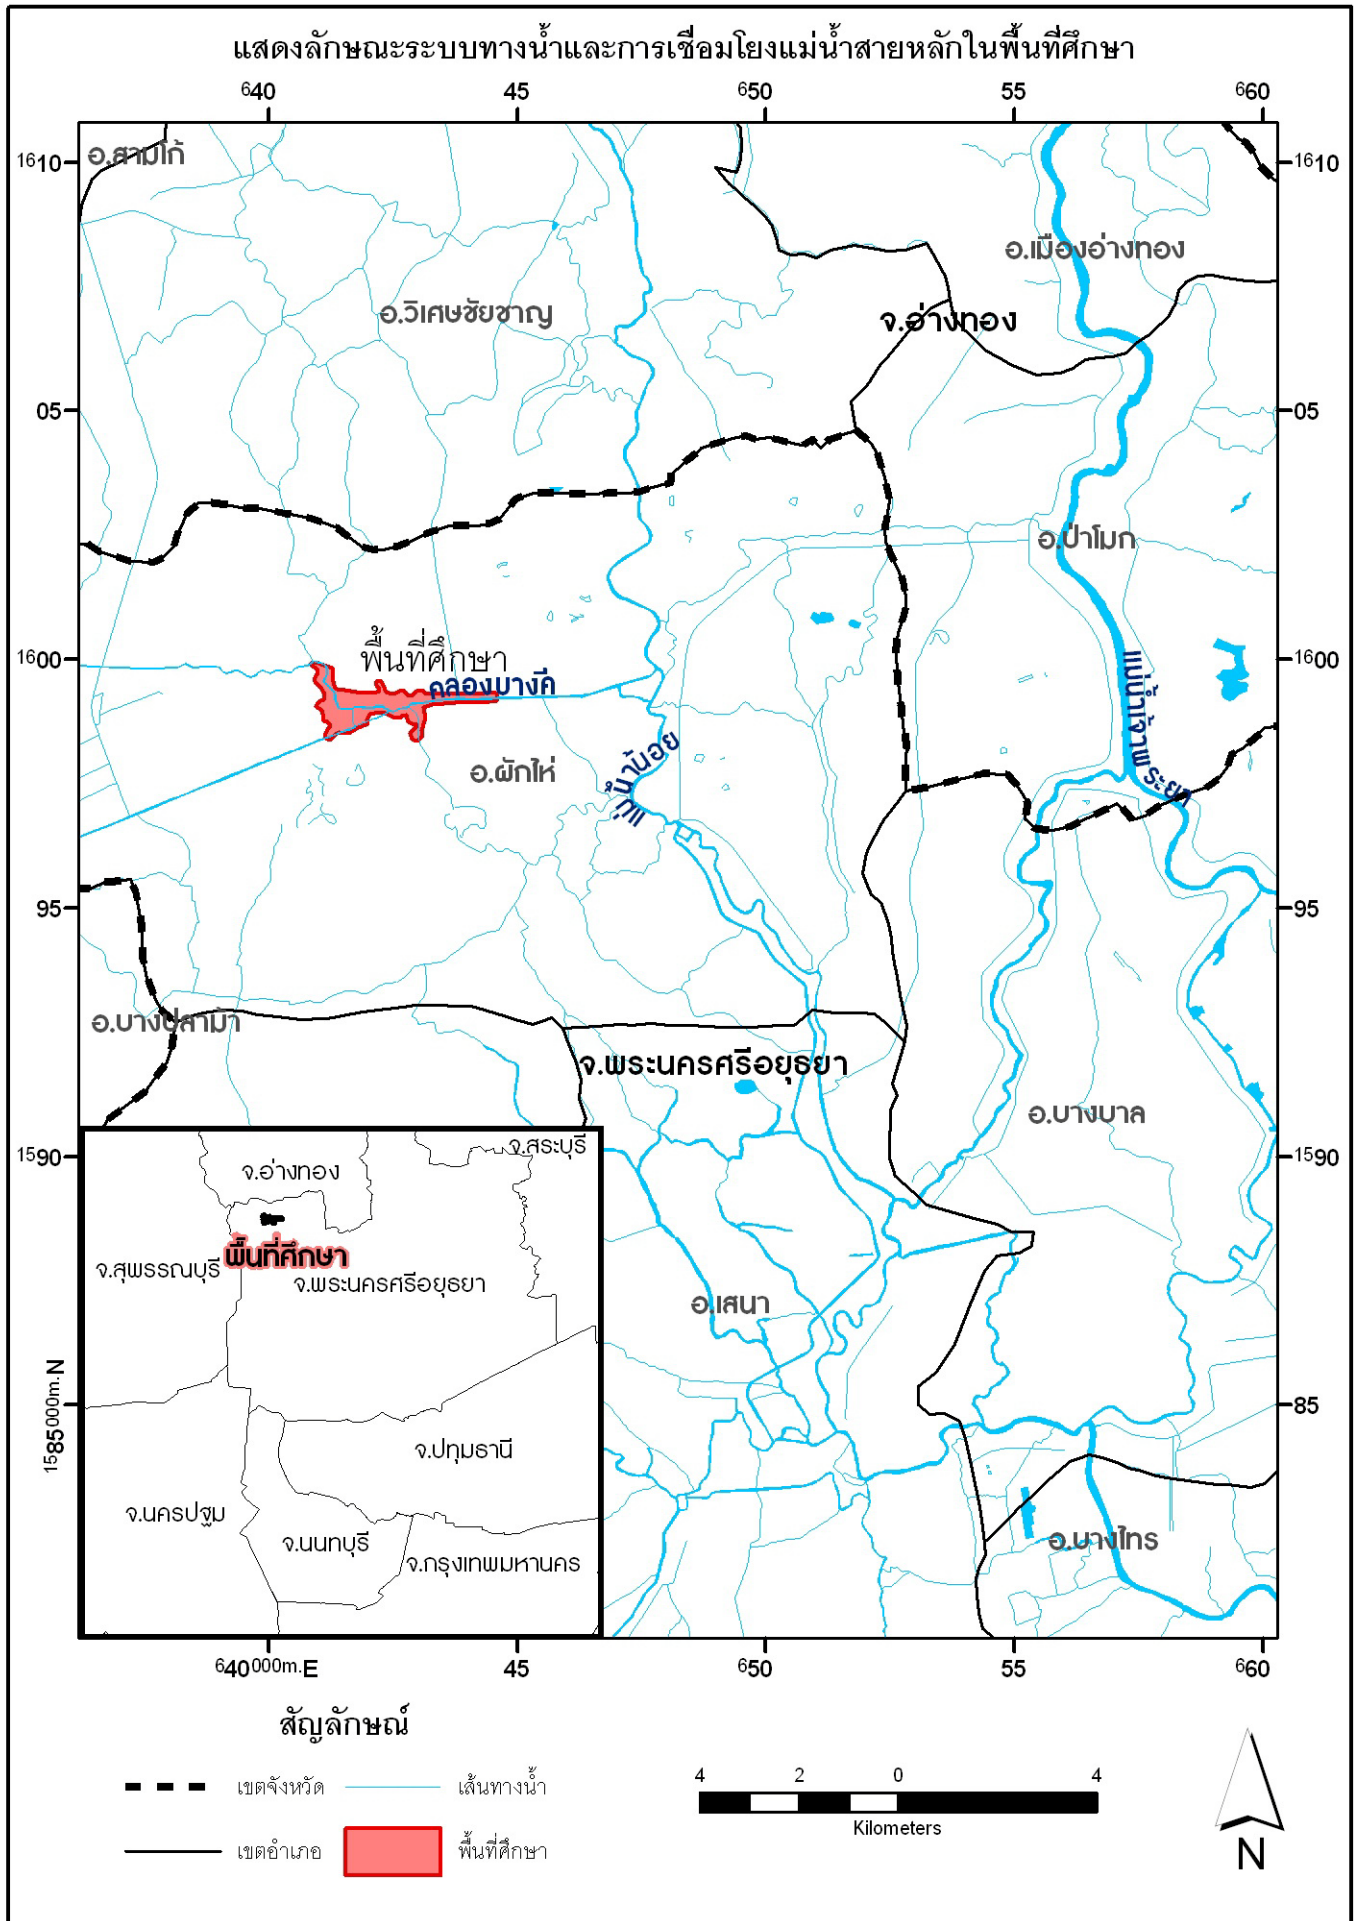 แสดงลักษณะระบบทางน้ำและการเชื่อมโยงแม่น้ำสายหลักในพื้นที่ศึกษา
640 45 650 55 660
1610 1610
อ.สามโก้
อ.เมืองอ่างทอง
อ.วิเศษชัยชาญ
จ.อ่างทอง
05 05
อ.ป่าโมก
พื้นที่ศึกษา
1600 1600
คลองบางคี
แม่น้ำเจ้าพระยา
แม่น้ำน้อย
อ.ผักไห่
95 95
อ.บางปลาม้า
จ.พระนครศรีอยุธยา
อ.บางบาล
1590 1590
จ.สระบุรี
จ.อ่างทอง
พื้นที่ศึกษา
จ.สุพรรณบุรี
จ.พระนครศรีอยุธยา
อ.เสนา
1585000m.N 85
จ.ปทุมธานี
จ.นครปฐม
จ.นนทบุรี
จ.กรุงเทพมหานคร
อ.บางไทร
640000m.E 45 650 55 660
สัญลักษณ์
เขตจังหวัด เส้นทางน้ำ
เขตอำเภอ พื้นที่ศึกษา
4 2 0 4
Kilometers
N